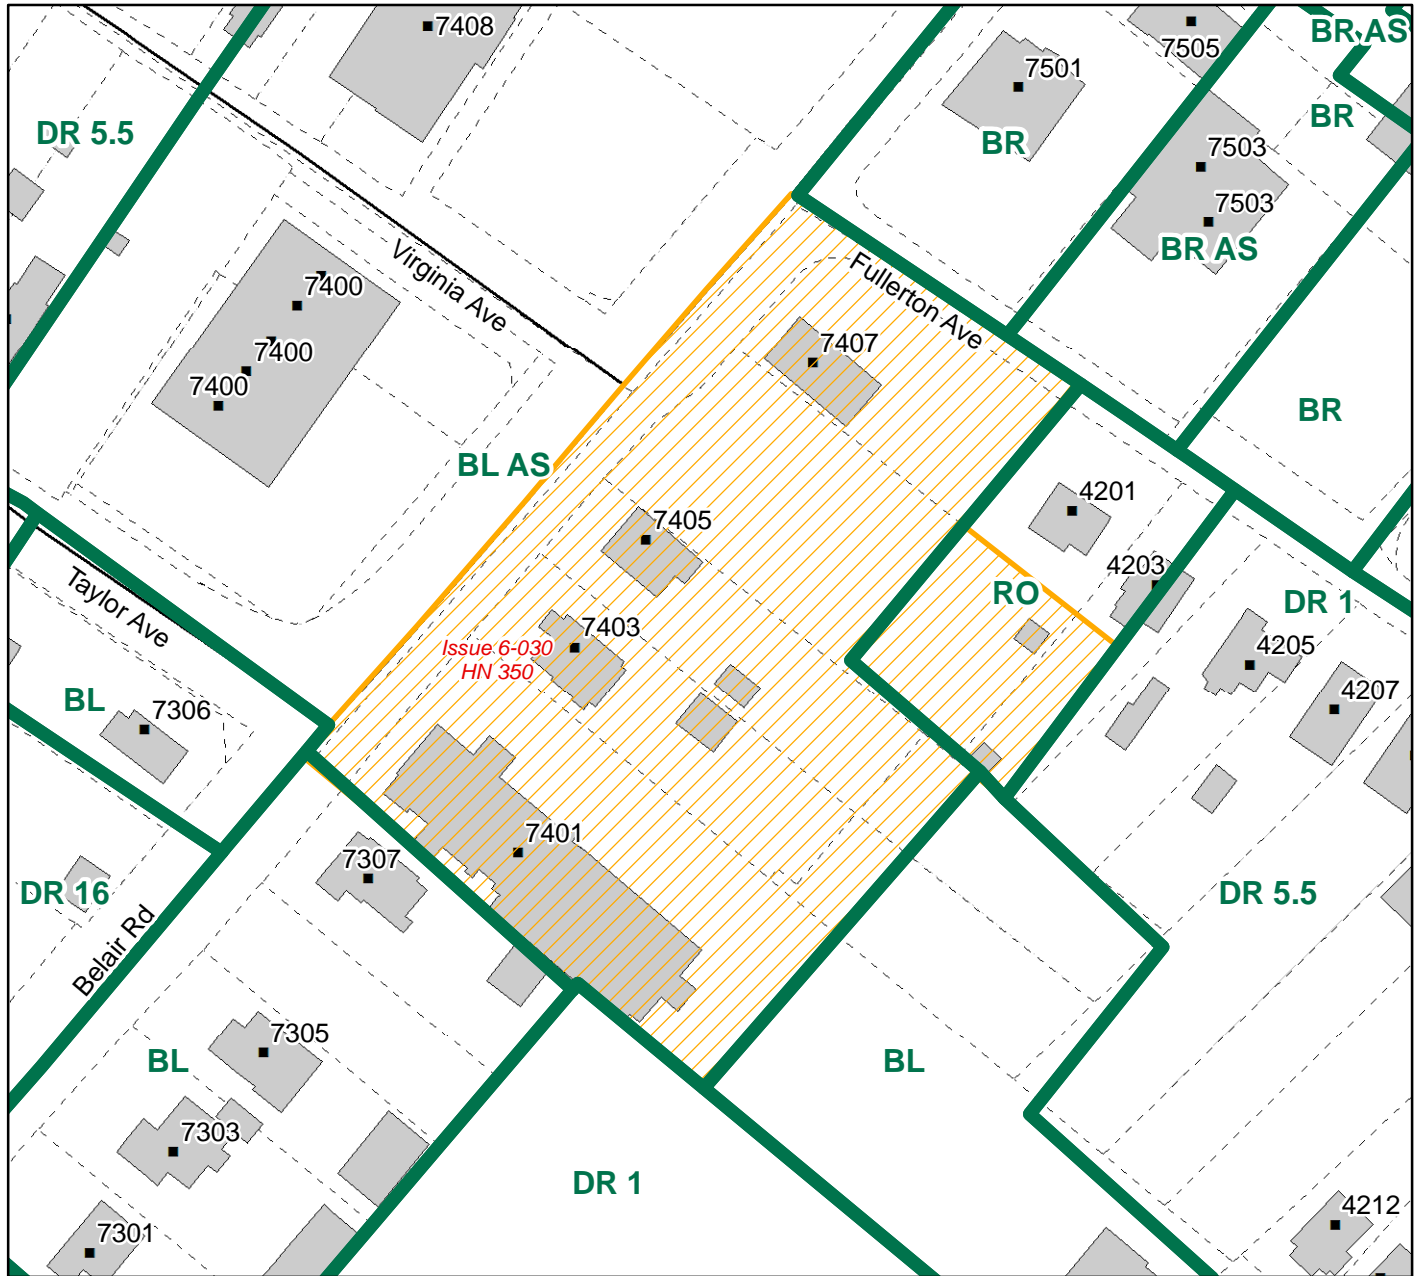 7408
7505
BR AS
7501
DR 5.5
BR
BR
7503
7503
BR AS
Virginia Ave
Fullerton Ave
7400
7400
7400
7407
BR
BL AS
4201
7405
4203
RO
DR 1
Taylor Ave
7403
Issue 6-030
HN 350
4205
4207
BL
7306
7401
7307
DR 16
DR 5.5
Belair Rd
7305
BL
BL
7303
DR 1
4212
7301